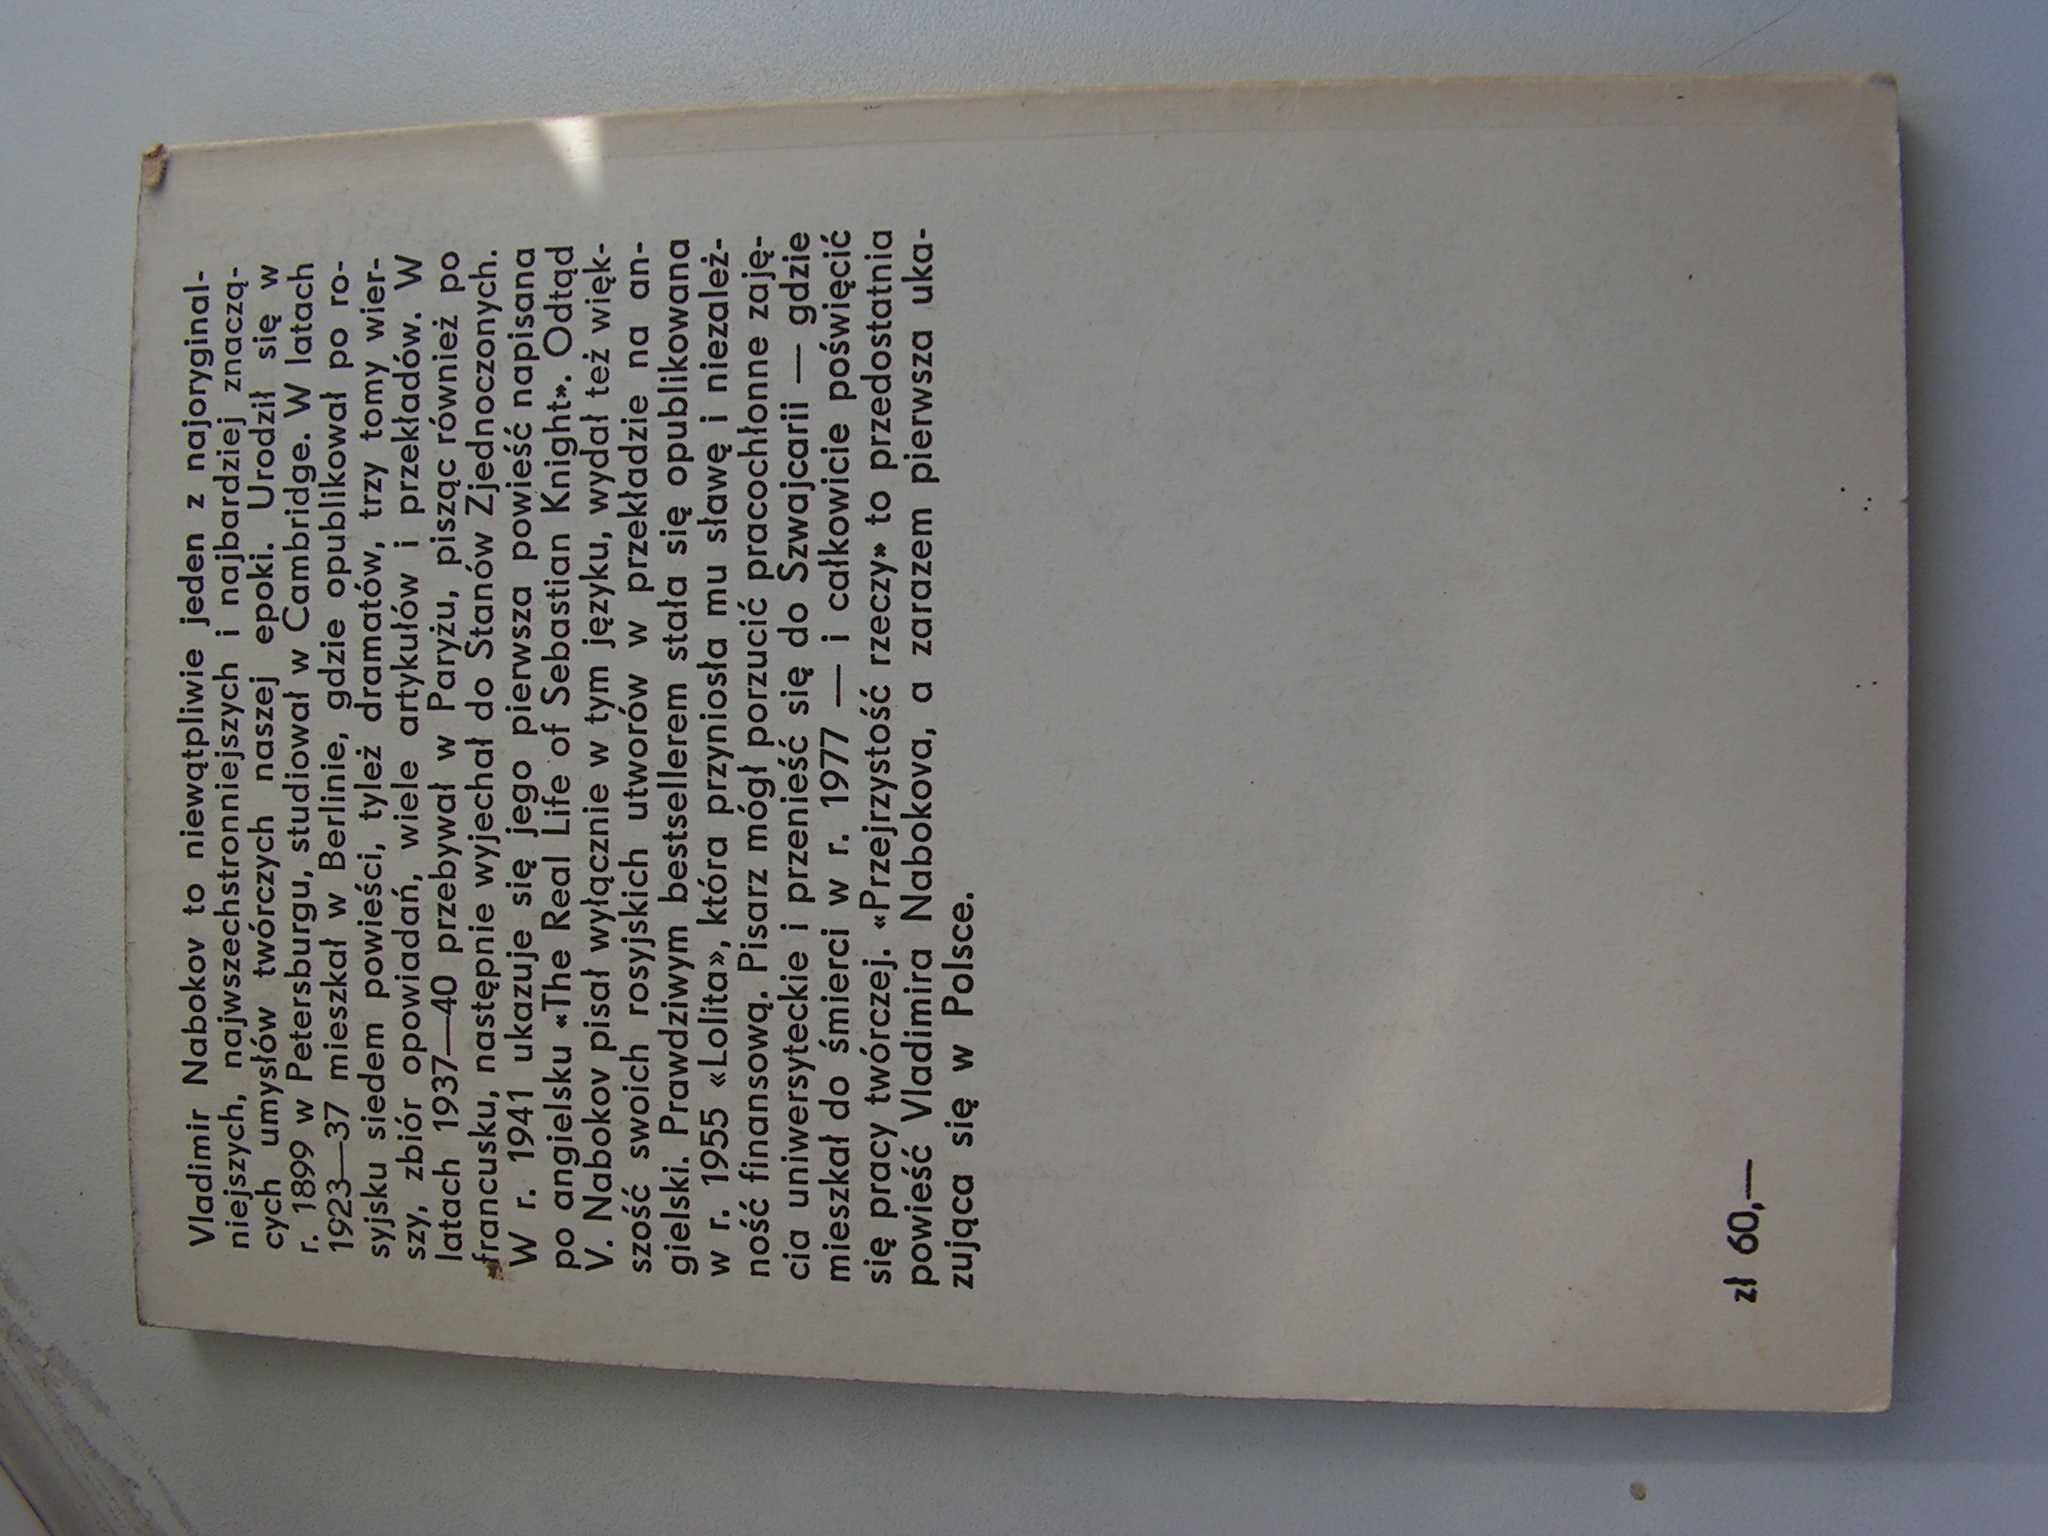 Vladimir Nabokov to niewątpliwie jeden z najoryginal-
niejszych, najwszechstronniejszych i najbardziej znaczą-
cych umysłów twórczych naszej epoki. Urodził się w
r. 1899 w Petersburgu, studiował w Cambridge. W latach
1923—37 mieszkał w Berlinie, gdzie opublikował po ro-
syjsku siedem powieści, tyleż dramatów, trzy tomy wier-
szy, zbiór opowiadań, wiele artykułów i przekładów. W
latach 1937—40 przebywał w Paryżu, pisząc również po
francusku, następnie wyjechał do Stanów Zjednoczonych.
W r. 1941 ukazuje się jego pierwsza powieść napisana
po angielsku «The Real Life of Sebastian Knight». Odtąd
V. Nabokov pisał wyłącznie w tym języku, wydał też więk-
szość swoich rosyjskich utworów w przekładzie na an-
gielski. Prawdziwym bestsellerem stała się opublikowana
w r. 1955 «Lolita», która przyniosła mu sławę i niezależ-
ność finansową. Pisarz mógł porzucić pracochłonne zaję-
cia uniwersyteckie i przenieść się do Szwajcarii — gdzie
mieszkał do śmierci w r. 1977 — i całkowicie poświęcić
się pracy twórczej. «Przejrzystość rzeczy» to przedostatnia
powieść Vladimira Nabokova, a zarazem pierwsza uka-
zująca się w Polsce.
zł 60,—